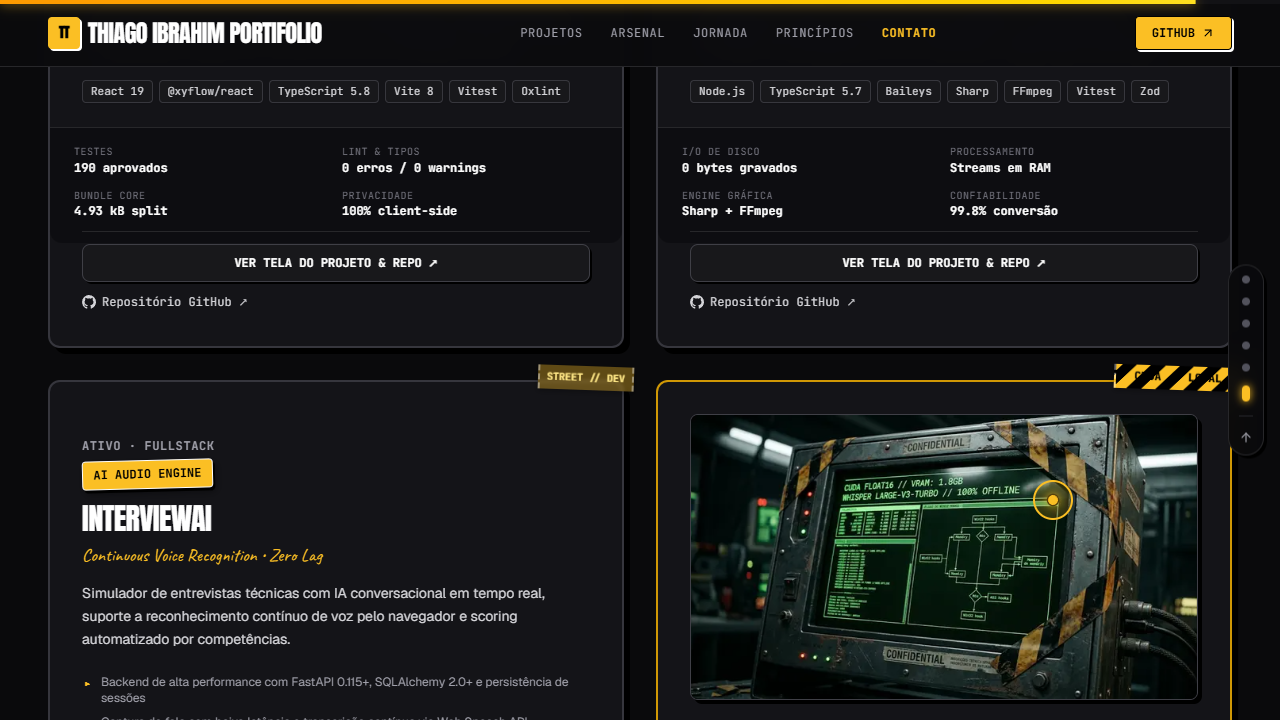 THIAGO IBRAHIM PORTIFOLIO
PROJETOS ARSENAL JORNADA PRINCÍPIOS CONTATO
GITHUB ↗
React 19 @xyflow/react TypeScript 5.8 Vite 8 Vitest Oxlint
TESTES
190 aprovados
LINT & TIPOS
0 erros / 0 warnings
BUNDLE CORE
4.93 kB split
PRIVACIDADE
100% client-side
VER TELA DO PROJETO & REPO ↗
Repositório GitHub ↗
Node.js TypeScript 5.7 Baileys Sharp FFmpeg Vitest Zod
I/O DE DISCO
0 bytes gravados
PROCESSAMENTO
Streams em RAM
ENGINE GRÁFICA
Sharp + FFmpeg
CONFIABILIDADE
99.8% conversão
VER TELA DO PROJETO & REPO ↗
Repositório GitHub ↗
STREET // DEV
ATIVO · FULLSTACK
AI AUDIO ENGINE
INTERVIEWAI
Continuous Voice Recognition · Zero Lag
Simulador de entrevistas técnicas com IA conversacional em tempo real,
suporte a reconhecimento contínuo de voz pelo navegador e scoring
automatizado por competências.
Backend de alta performance com FastAPI 0.115+, SQLAlchemy 2.0+ e persistência de
sessões
CONFIDENTIAL
CUDA FLOAT16 // VRAM: 1.8GB
WHISPER LARGE-V3-TURBO // 100% OFFLINE
CONFIDENTIAL